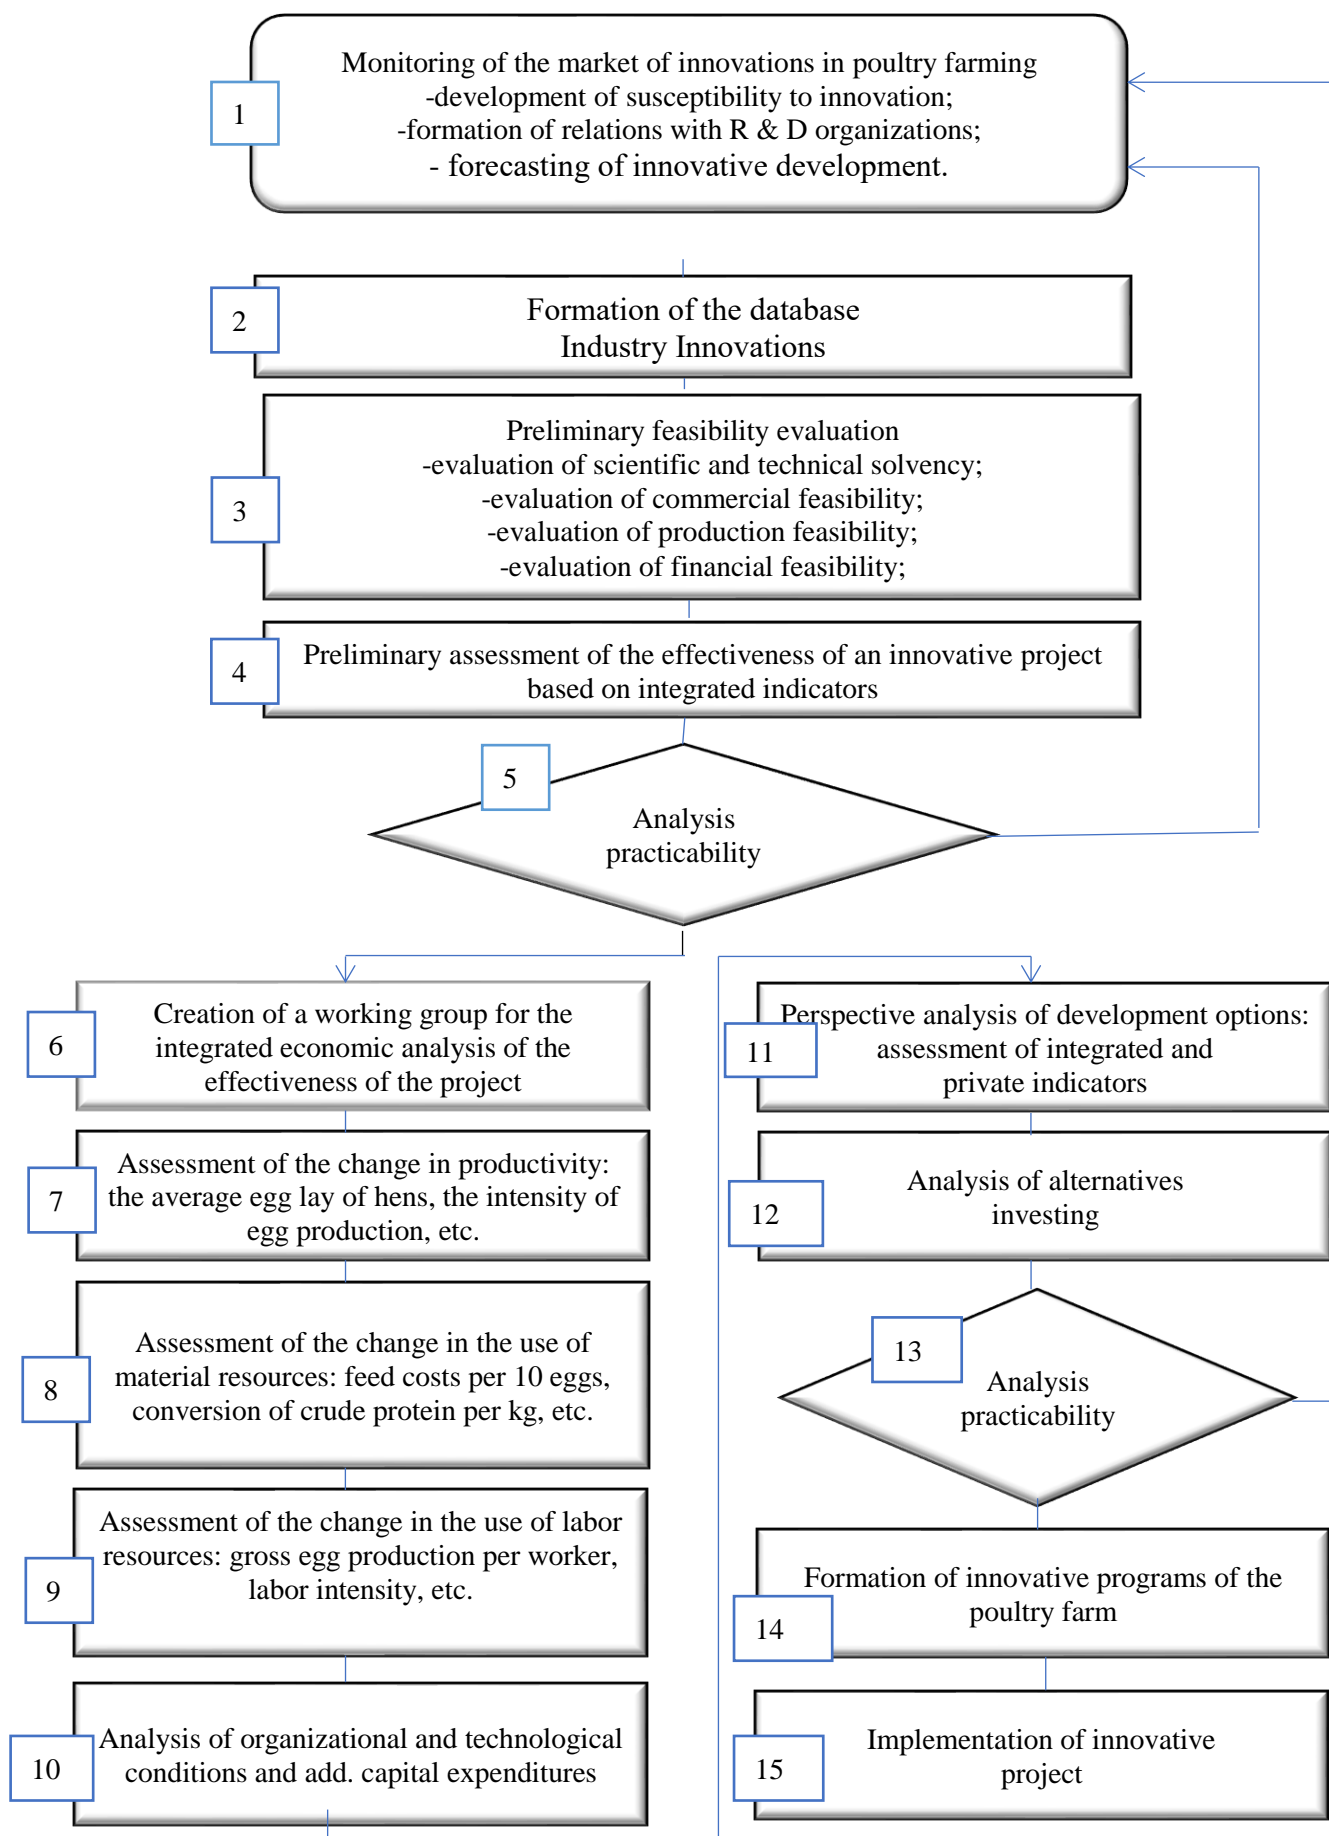 1
Monitoring of the market of innovations in poultry farming
-development of susceptibility to innovation;
-formation of relations with R & D organizations;
- forecasting of innovative development.
2
Formation of the database
Industry Innovations
3
Preliminary feasibility evaluation
-evaluation of scientific and technical solvency;
-evaluation of commercial feasibility;
-evaluation of production feasibility;
-evaluation of financial feasibility;
4
Preliminary assessment of the effectiveness of an innovative project
based on integrated indicators
5
Analysis
practicability
6
Creation of a working group for the
integrated economic analysis of the
effectiveness of the project
7
Assessment of the change in productivity:
the average egg lay of hens, the intensity of
egg production, etc.
8
Assessment of the change in the use of
material resources: feed costs per 10 eggs,
conversion of crude protein per kg, etc.
9
Assessment of the change in the use of labor
resources: gross egg production per worker,
labor intensity, etc.
10
Analysis of organizational and technological
conditions and add. capital expenditures
11
Perspective analysis of development options:
assessment of integrated and
private indicators
12
Analysis of alternatives
investing
13
Analysis
practicability
14
Formation of innovative programs of the
poultry farm
15
Implementation of innovative
project